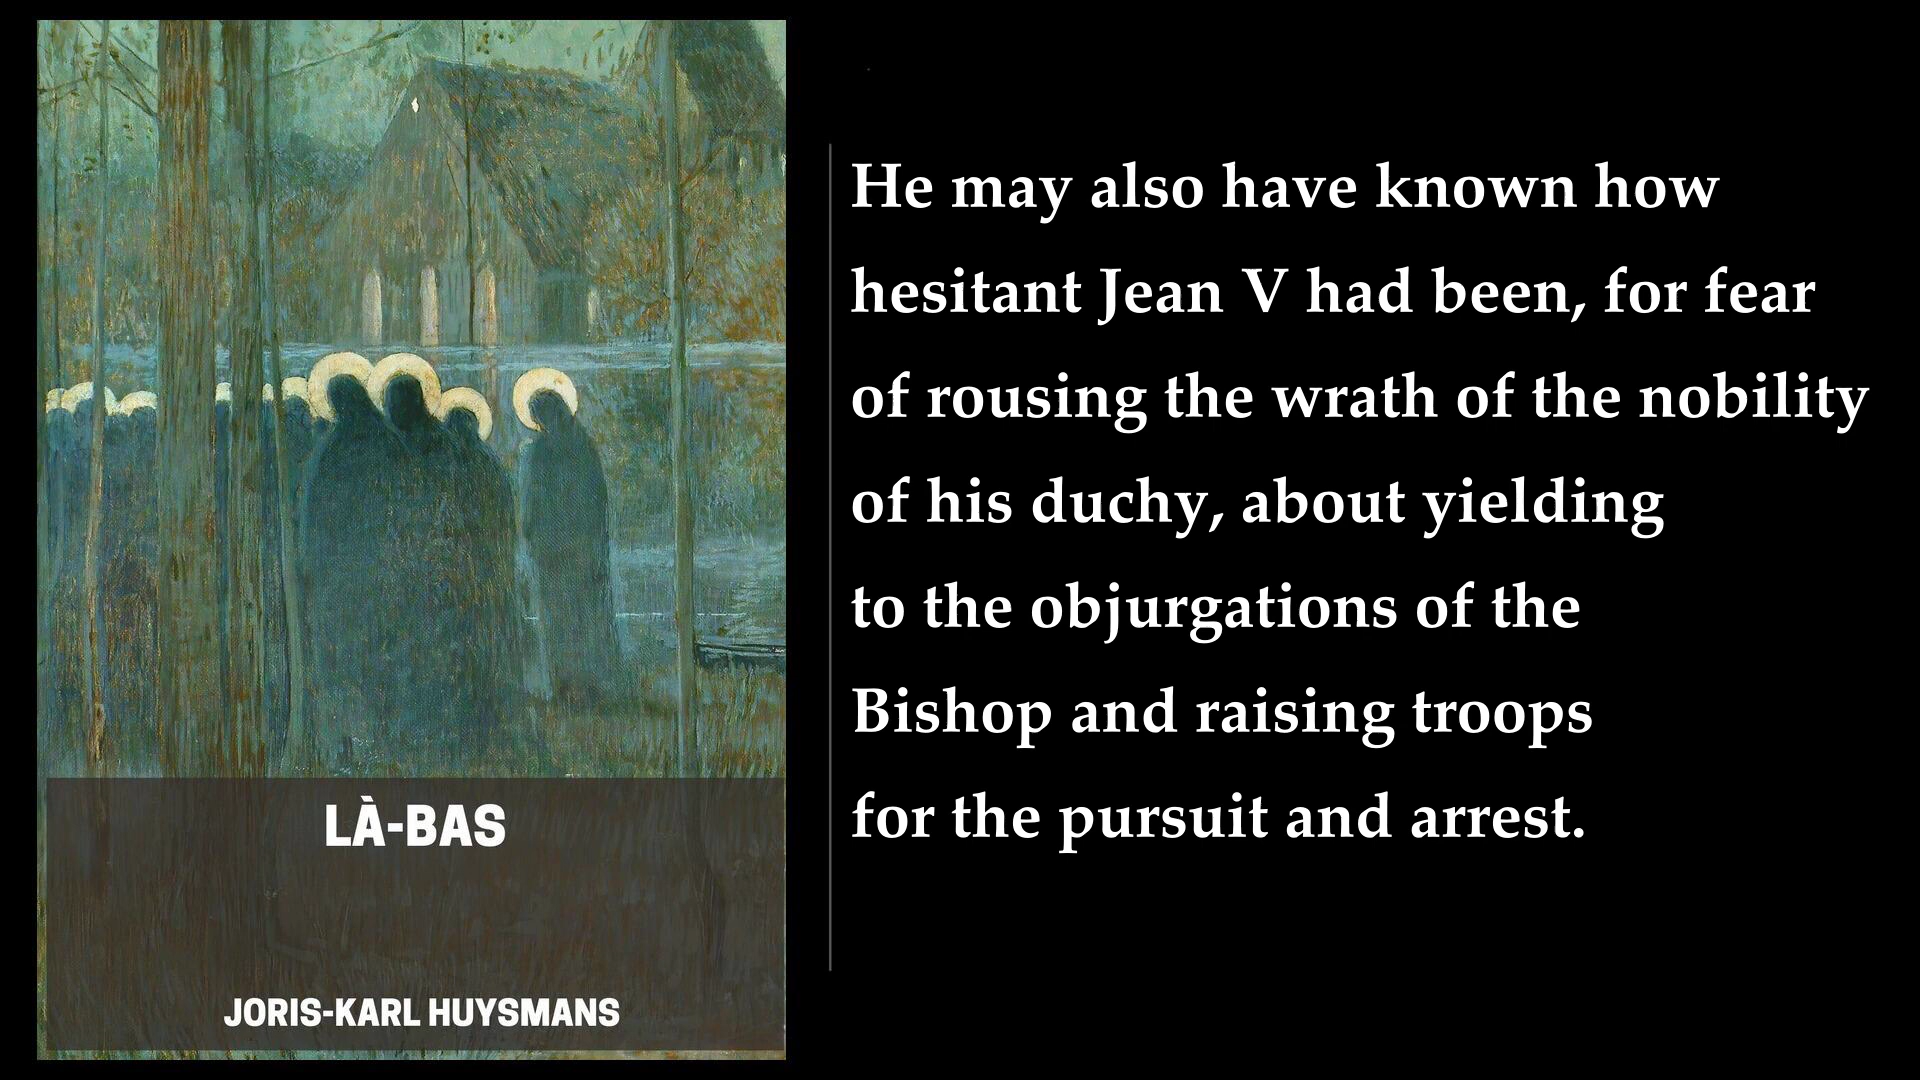 LÀ-BAS
JORIS-KARL HUYSMANS
He may also have known how
hesitant Jean V had been, for fear
of rousing the wrath of the nobility
of his duchy, about yielding
to the objurgations of the
Bishop and raising troops
for the pursuit and arrest.